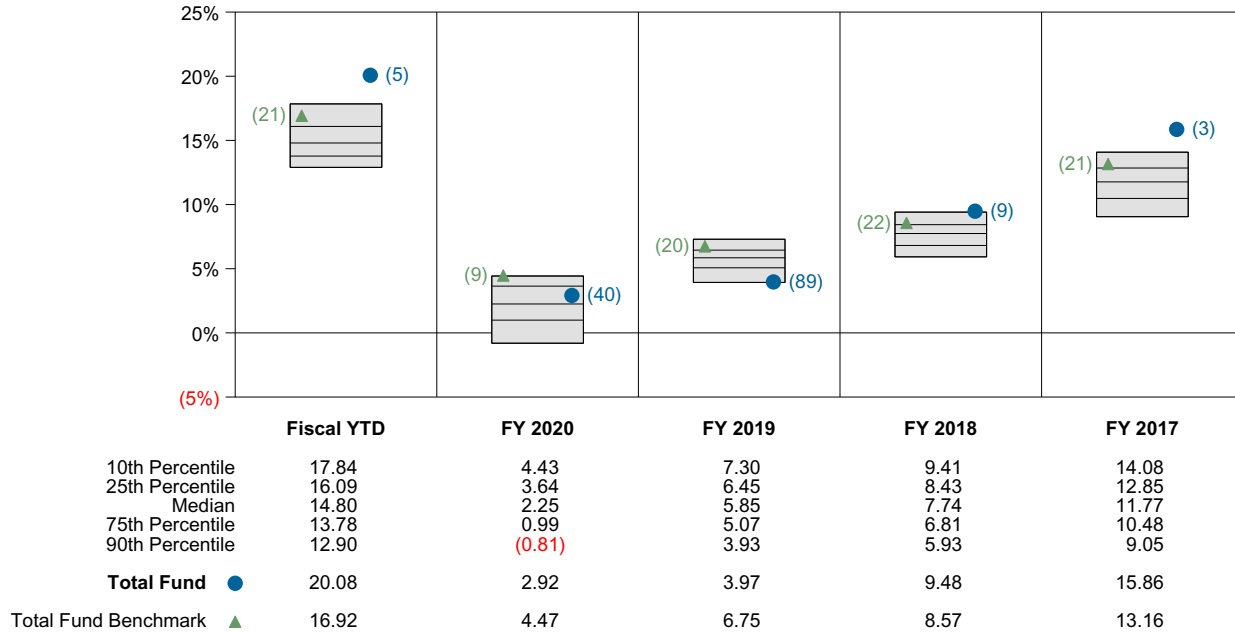 25%
20%
15%
10%
5%
0%
(5%)
(21) (5)
(9) (40)
(20) (89)
(22) (9)
(21) (3)
Fiscal YTD FY 2020 FY 2019 FY 2018 FY 2017
10th Percentile 17.84 4.43 7.30 9.41 14.08
25th Percentile 16.09 3.64 6.45 8.43 12.85
Median 14.80 2.25 5.85 7.74 11.77
75th Percentile 13.78 0.99 5.07 6.81 10.48
90th Percentile 12.90 (0.81) 3.93 5.93 9.05
Total Fund 20.08 2.92 3.97 9.48 15.86
Total Fund Benchmark 16.92 4.47 6.75 8.57 13.16